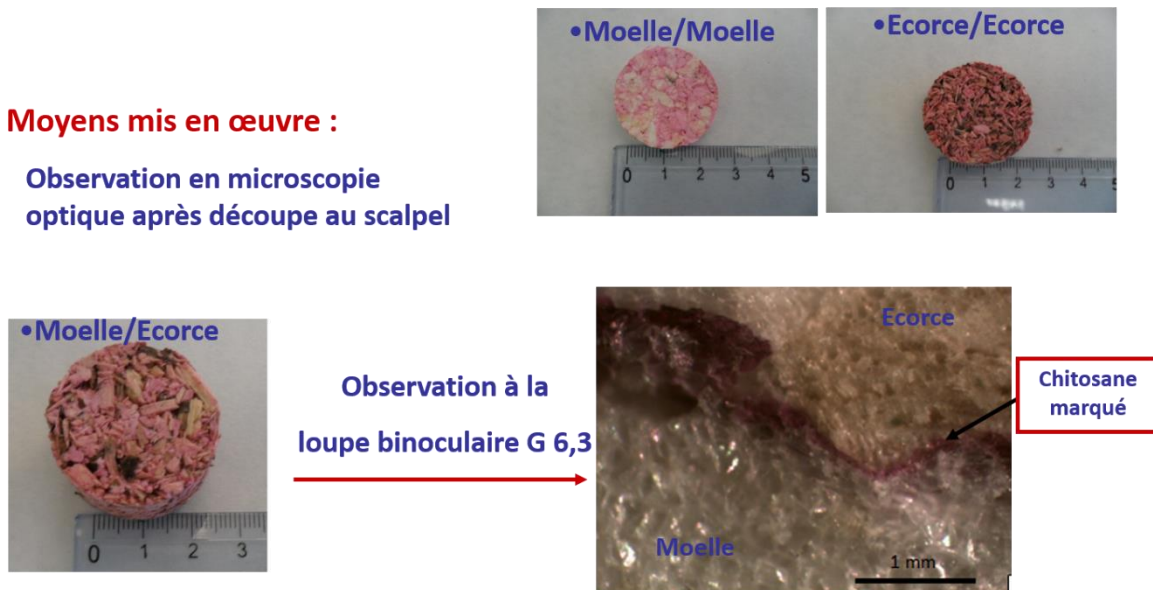 •Moelle/Moelle
•Ecorce/Ecorce
0 1 2 3 4 5
0 1 2 3 4 5
Moyens mis en œuvre :
Observation en microscopie
optique après découpe au scalpel
•Moelle/Ecorce
0 1 2 3
Observation à la
loupe binoculaire G 6,3
Ecorce
Moelle
1 mm
Chitosane
marqué